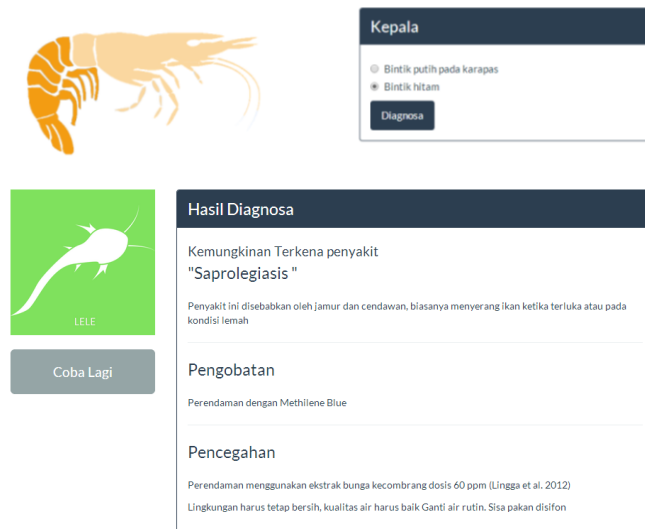 Kepala
Bintik putih pada karapas
Bintik hitam
Diagnosa
LELE
Coba Lagi
Hasil Diagnosa
Kemungkinan Terkena penyakit
"Saprolegiasis "
Penyakit ini disebabkan oleh jamur dan cendawan, biasanya menyerang ikan ketika terluka atau pada
kondisi lemah
Pengobatan
Perendaman dengan Methilene Blue
Pencegahan
Perendaman menggunakan ekstrak bunga kecombrang dosis 60 ppm (Lingga et al. 2012)
Lingkungan harus tetap bersih, kualitas air harus baik Ganti air rutin. Sisa pakan disifon